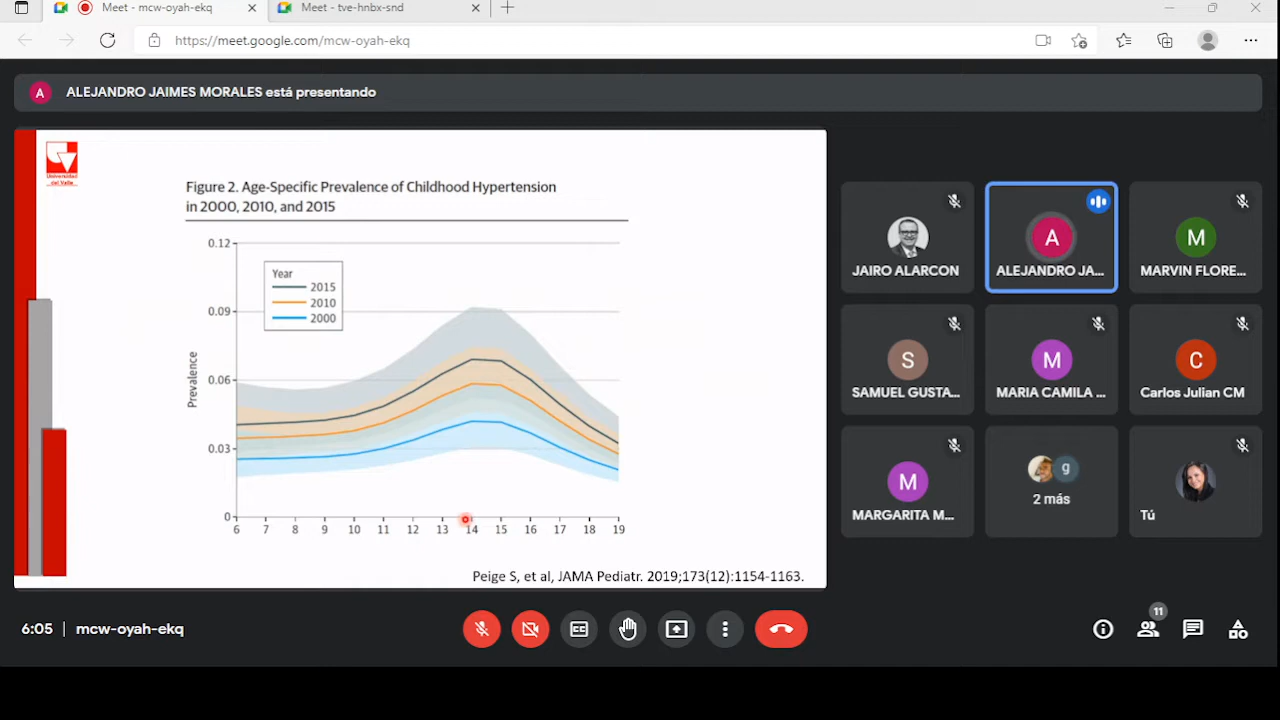 Meet - mcw-oyah-ekq
Meet - tve-hnbx-snd
https://meet.google.com/mcw-oyah-ekq
A
ALEJANDRO JAIMES MORALES está presentando
Universidad
del Valle
Figure 2. Age-Specific Prevalence of Childhood Hypertension
in 2000, 2010, and 2015
0.12
0.09
0.06
0.03
0
Prevalence
Year
2015
2010
2000
6 7 8 9 10 11 12 13 14 15 16 17 18 19
Peige S, et al, JAMA Pediatr. 2019;173(12):1154-1163.
JAIRO ALARCON
A
ALEJANDRO JA...
M
MARVIN FLORE...
S
SAMUEL GUSTA...
M
MARIA CAMILA ...
C
Carlos Julian CM
M
MARGARITA M...
g
2 más
Tú
6:05 | mcw-oyah-ekq
CC
11